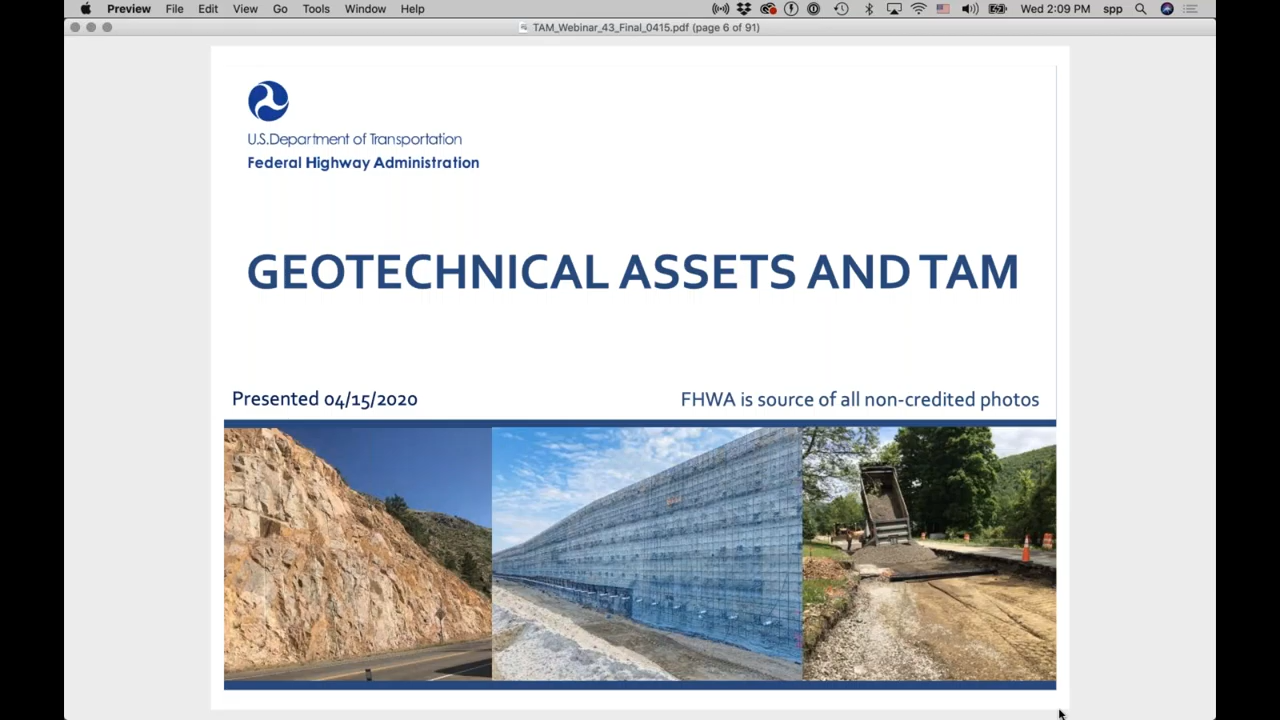 Preview File Edit View Go Tools Window Help Wed 2:09 PM spp
TAM_Webinar_43_Final_0415.pdf (page 6 of 91)
U.S.Department of Transportation
Federal Highway Administration
GEOTECHNICAL ASSETS AND TAM
Presented 04/15/2020 FHWA is source of all non-credited photos